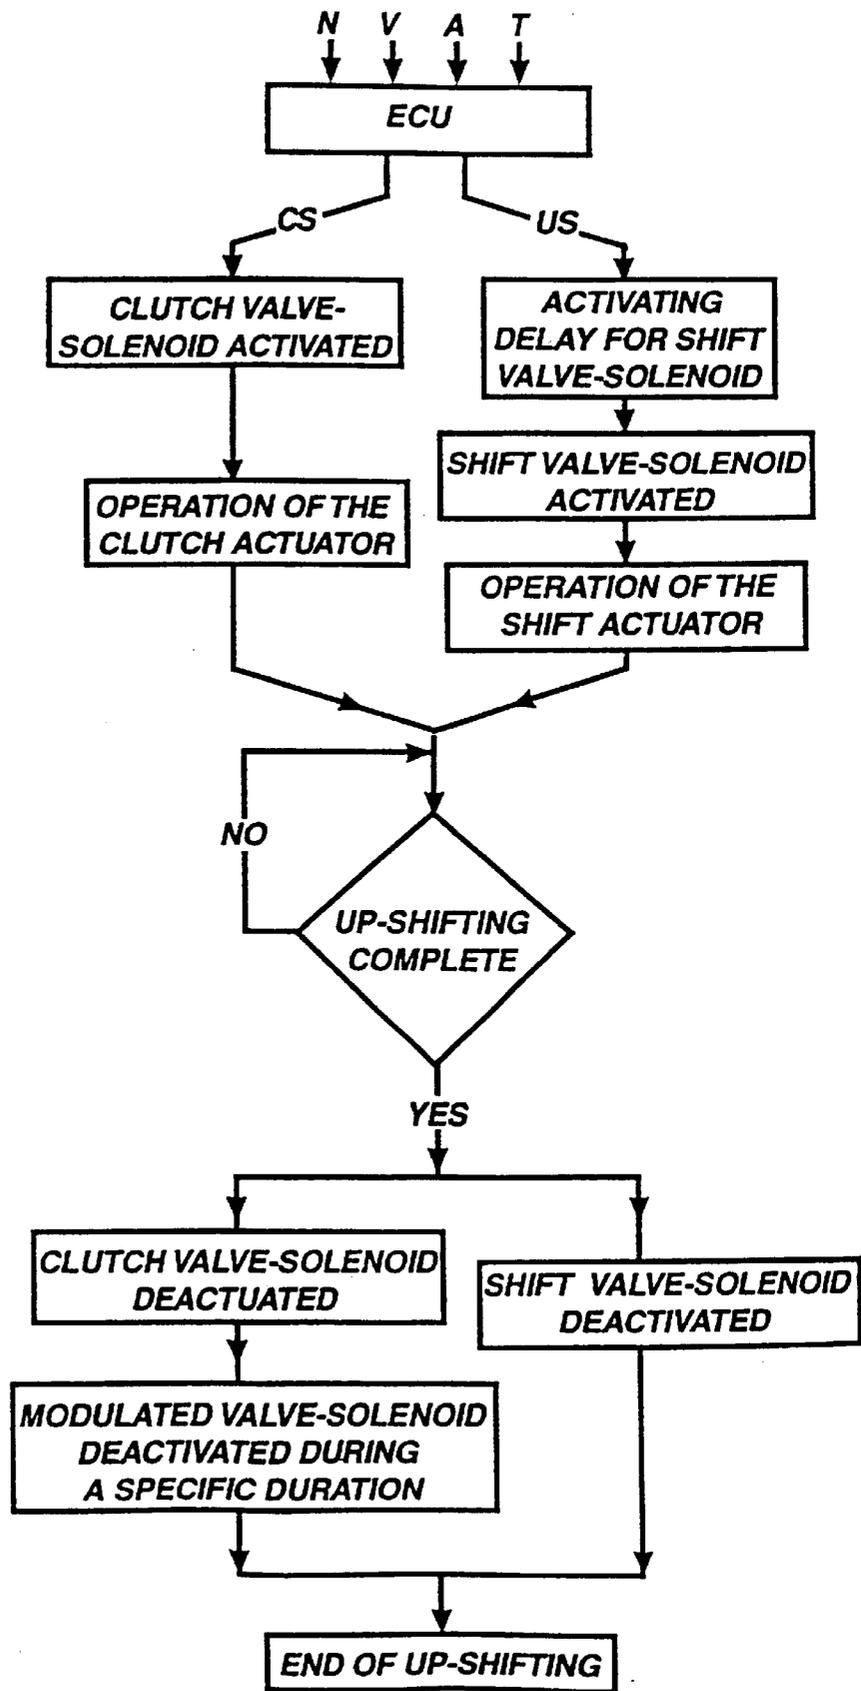 N V A T
ECU
CS
US
CLUTCH VALVE-
SOLENOID ACTIVATED
ACTIVATING
DELAY FOR SHIFT
VALVE-SOLENOID
SHIFT VALVE-SOLENOID
ACTIVATED
OPERATION OF THE
CLUTCH ACTUATOR
OPERATION OF THE
SHIFT ACTUATOR
NO
UP-SHIFTING
COMPLETE
YES
CLUTCH VALVE-SOLENOID
DEACTUATED
SHIFT VALVE-SOLENOID
DEACTIVATED
MODULATED VALVE-SOLENOID
DEACTIVATED DURING
A SPECIFIC DURATION
END OF UP-SHIFTING